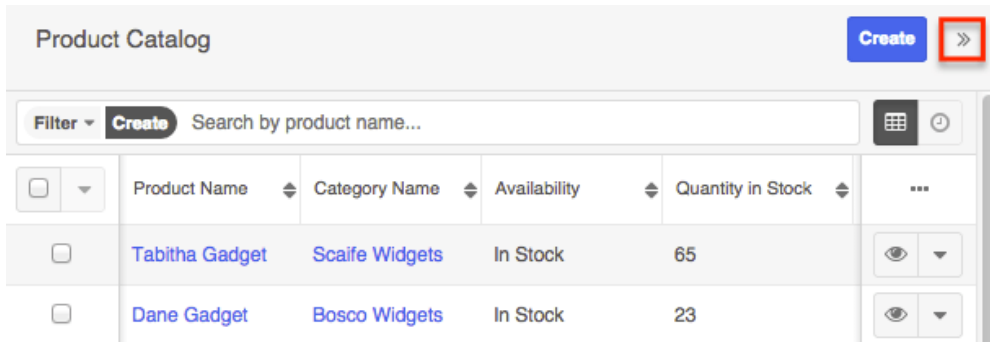 Product Catalog Create »
Filter Create Search by product name...
Product Name Category Name Availability Quantity in Stock
Tabitha Gadget Scaife Widgets In Stock 65
Dane Gadget Bosco Widgets In Stock 23